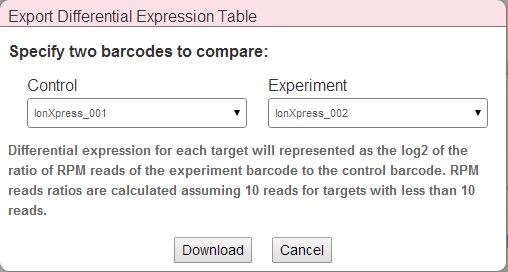 Export Differential Expression Table
Specify two barcodes to compare:
Control Experiment
IonXpress_001 IonXpress_002
Differential expression for each target will represented as the log2 of the
ratio of RPM reads of the experiment barcode to the control barcode. RPM
reads ratios are calculated assuming 10 reads for targets with less than 10
reads.
Download Cancel